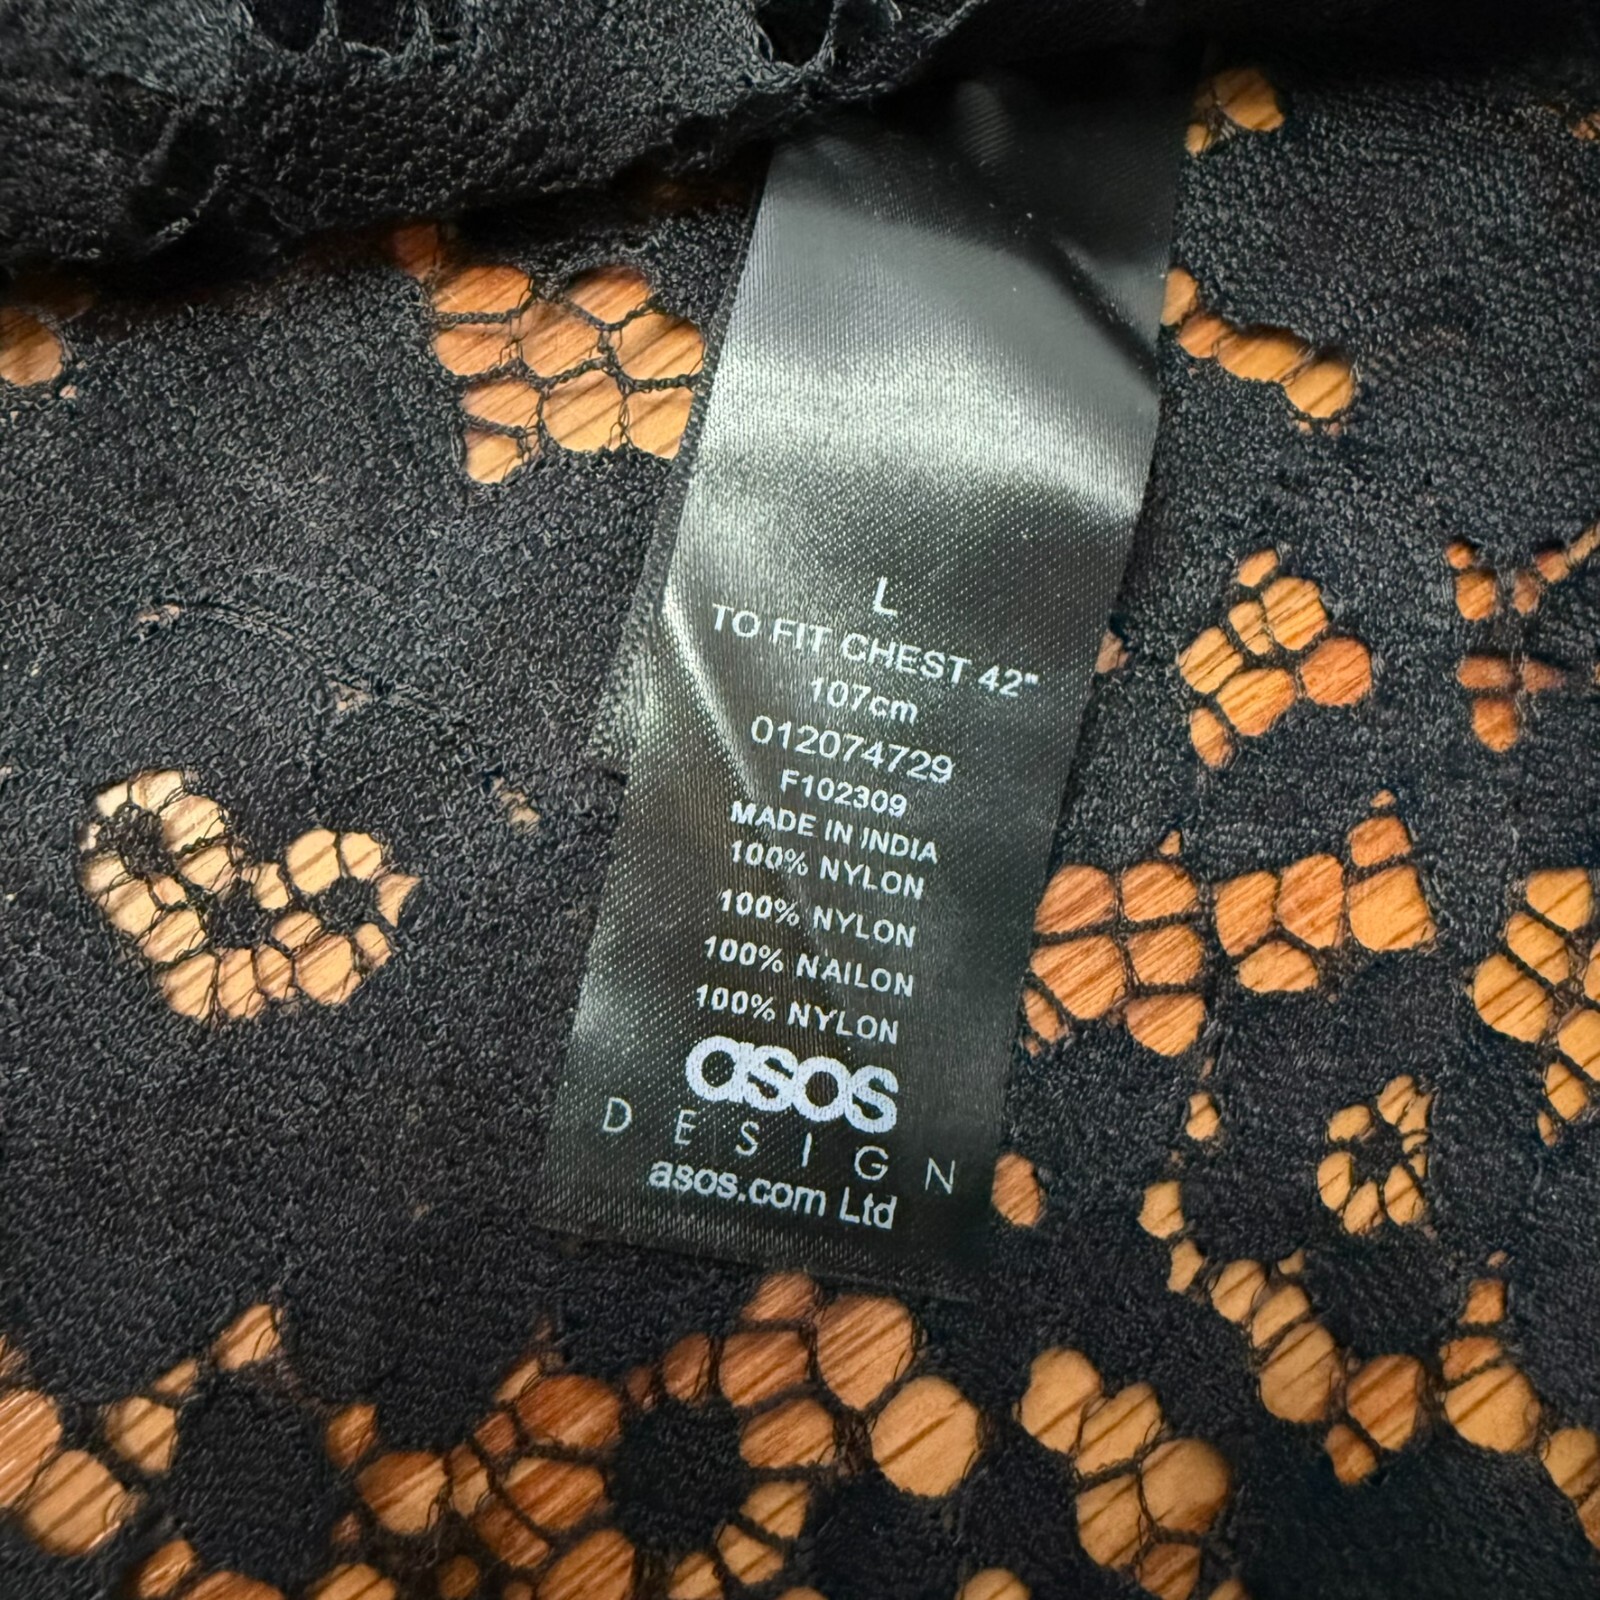 L
TO FIT CHEST 42"
107cm
012074729
F102309
MADE IN INDIA
100% NYLON
100% NYLON
100% NAILON
100% NYLON
asos
DESIGN
asos.com Ltd